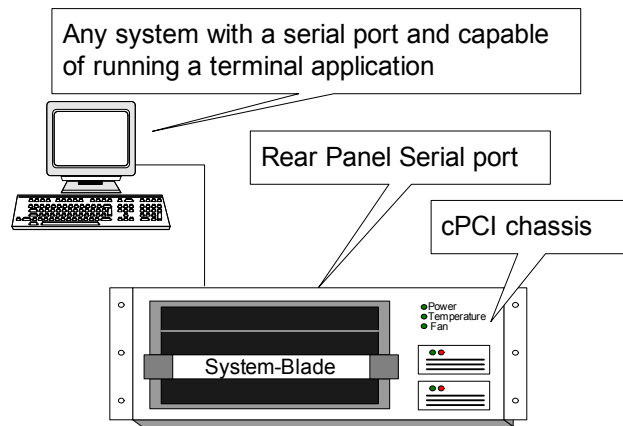 Any system with a serial port and capable
of running a terminal application
Rear Panel Serial port
cPCI chassis
Power
Temperature
Fan
System-Blade